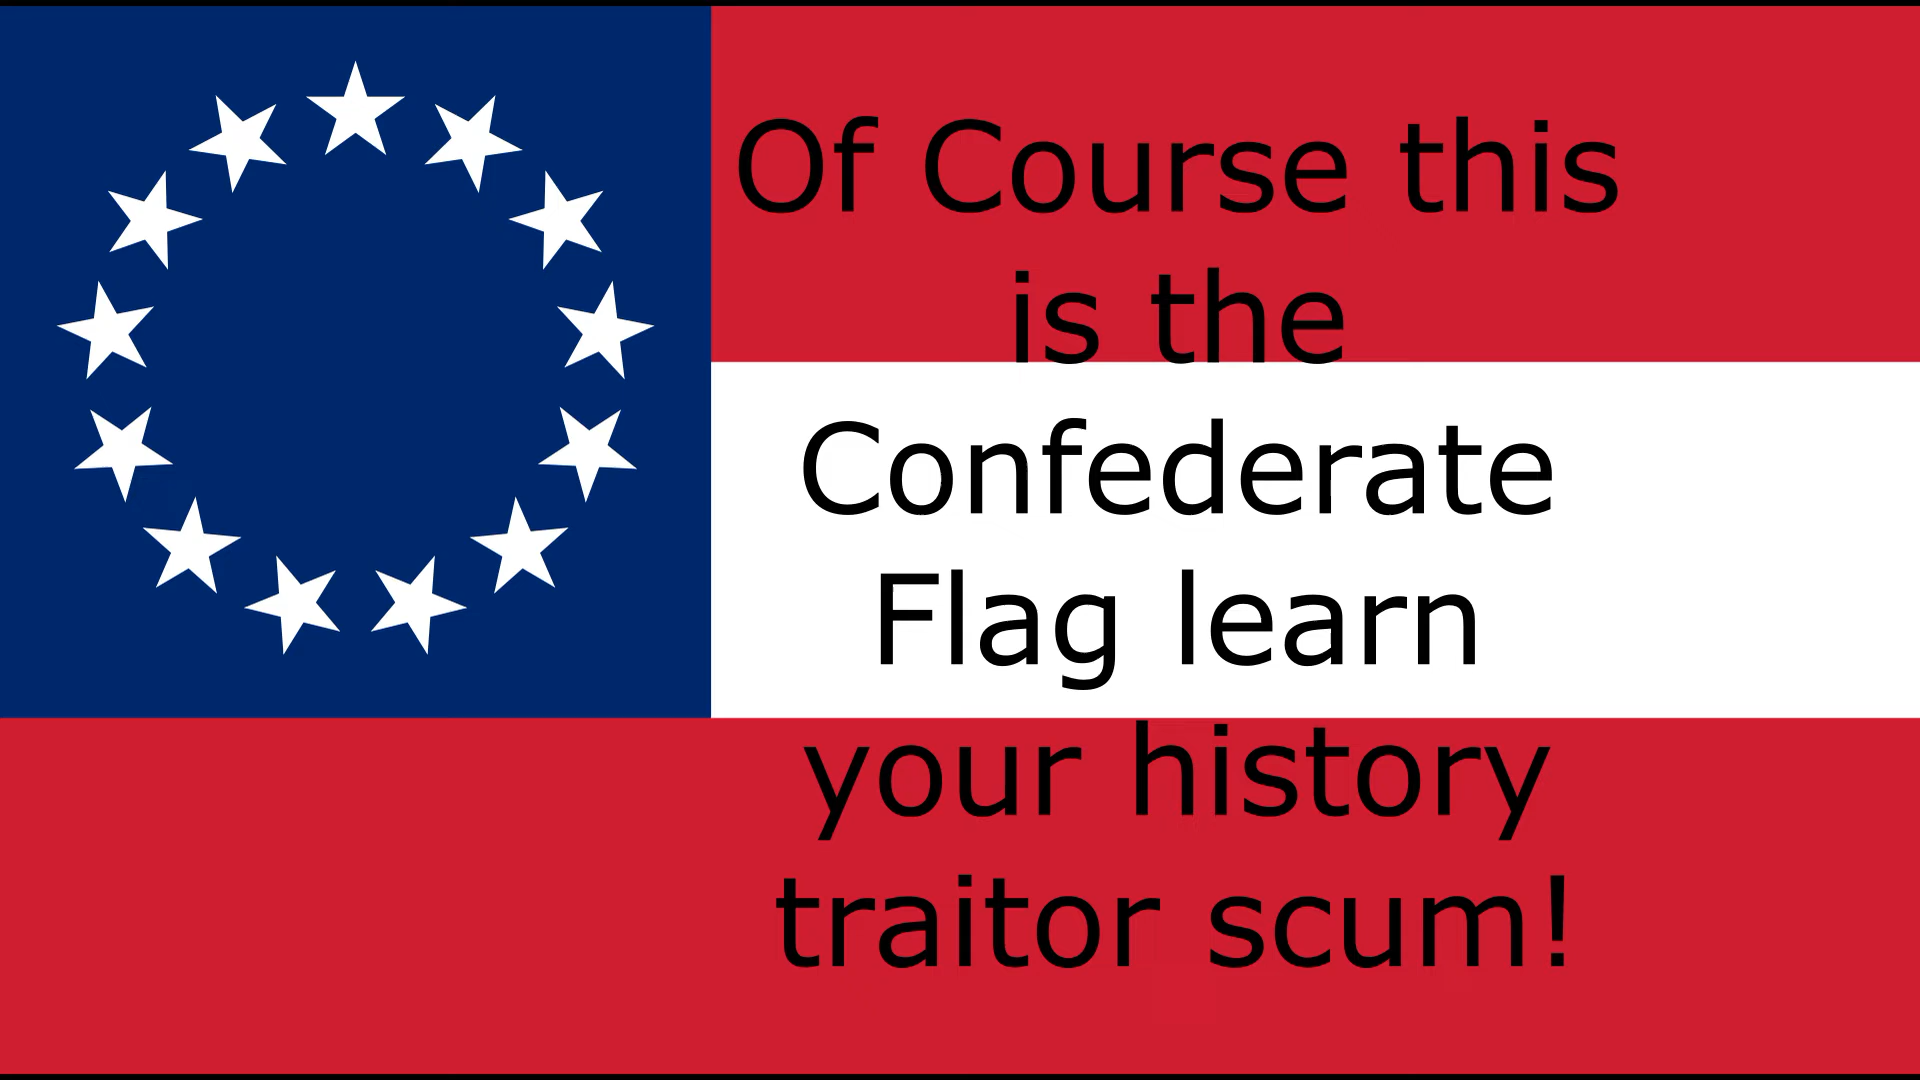 Of Course this
is the
Confederate
Flag learn
your history
traitor scum!